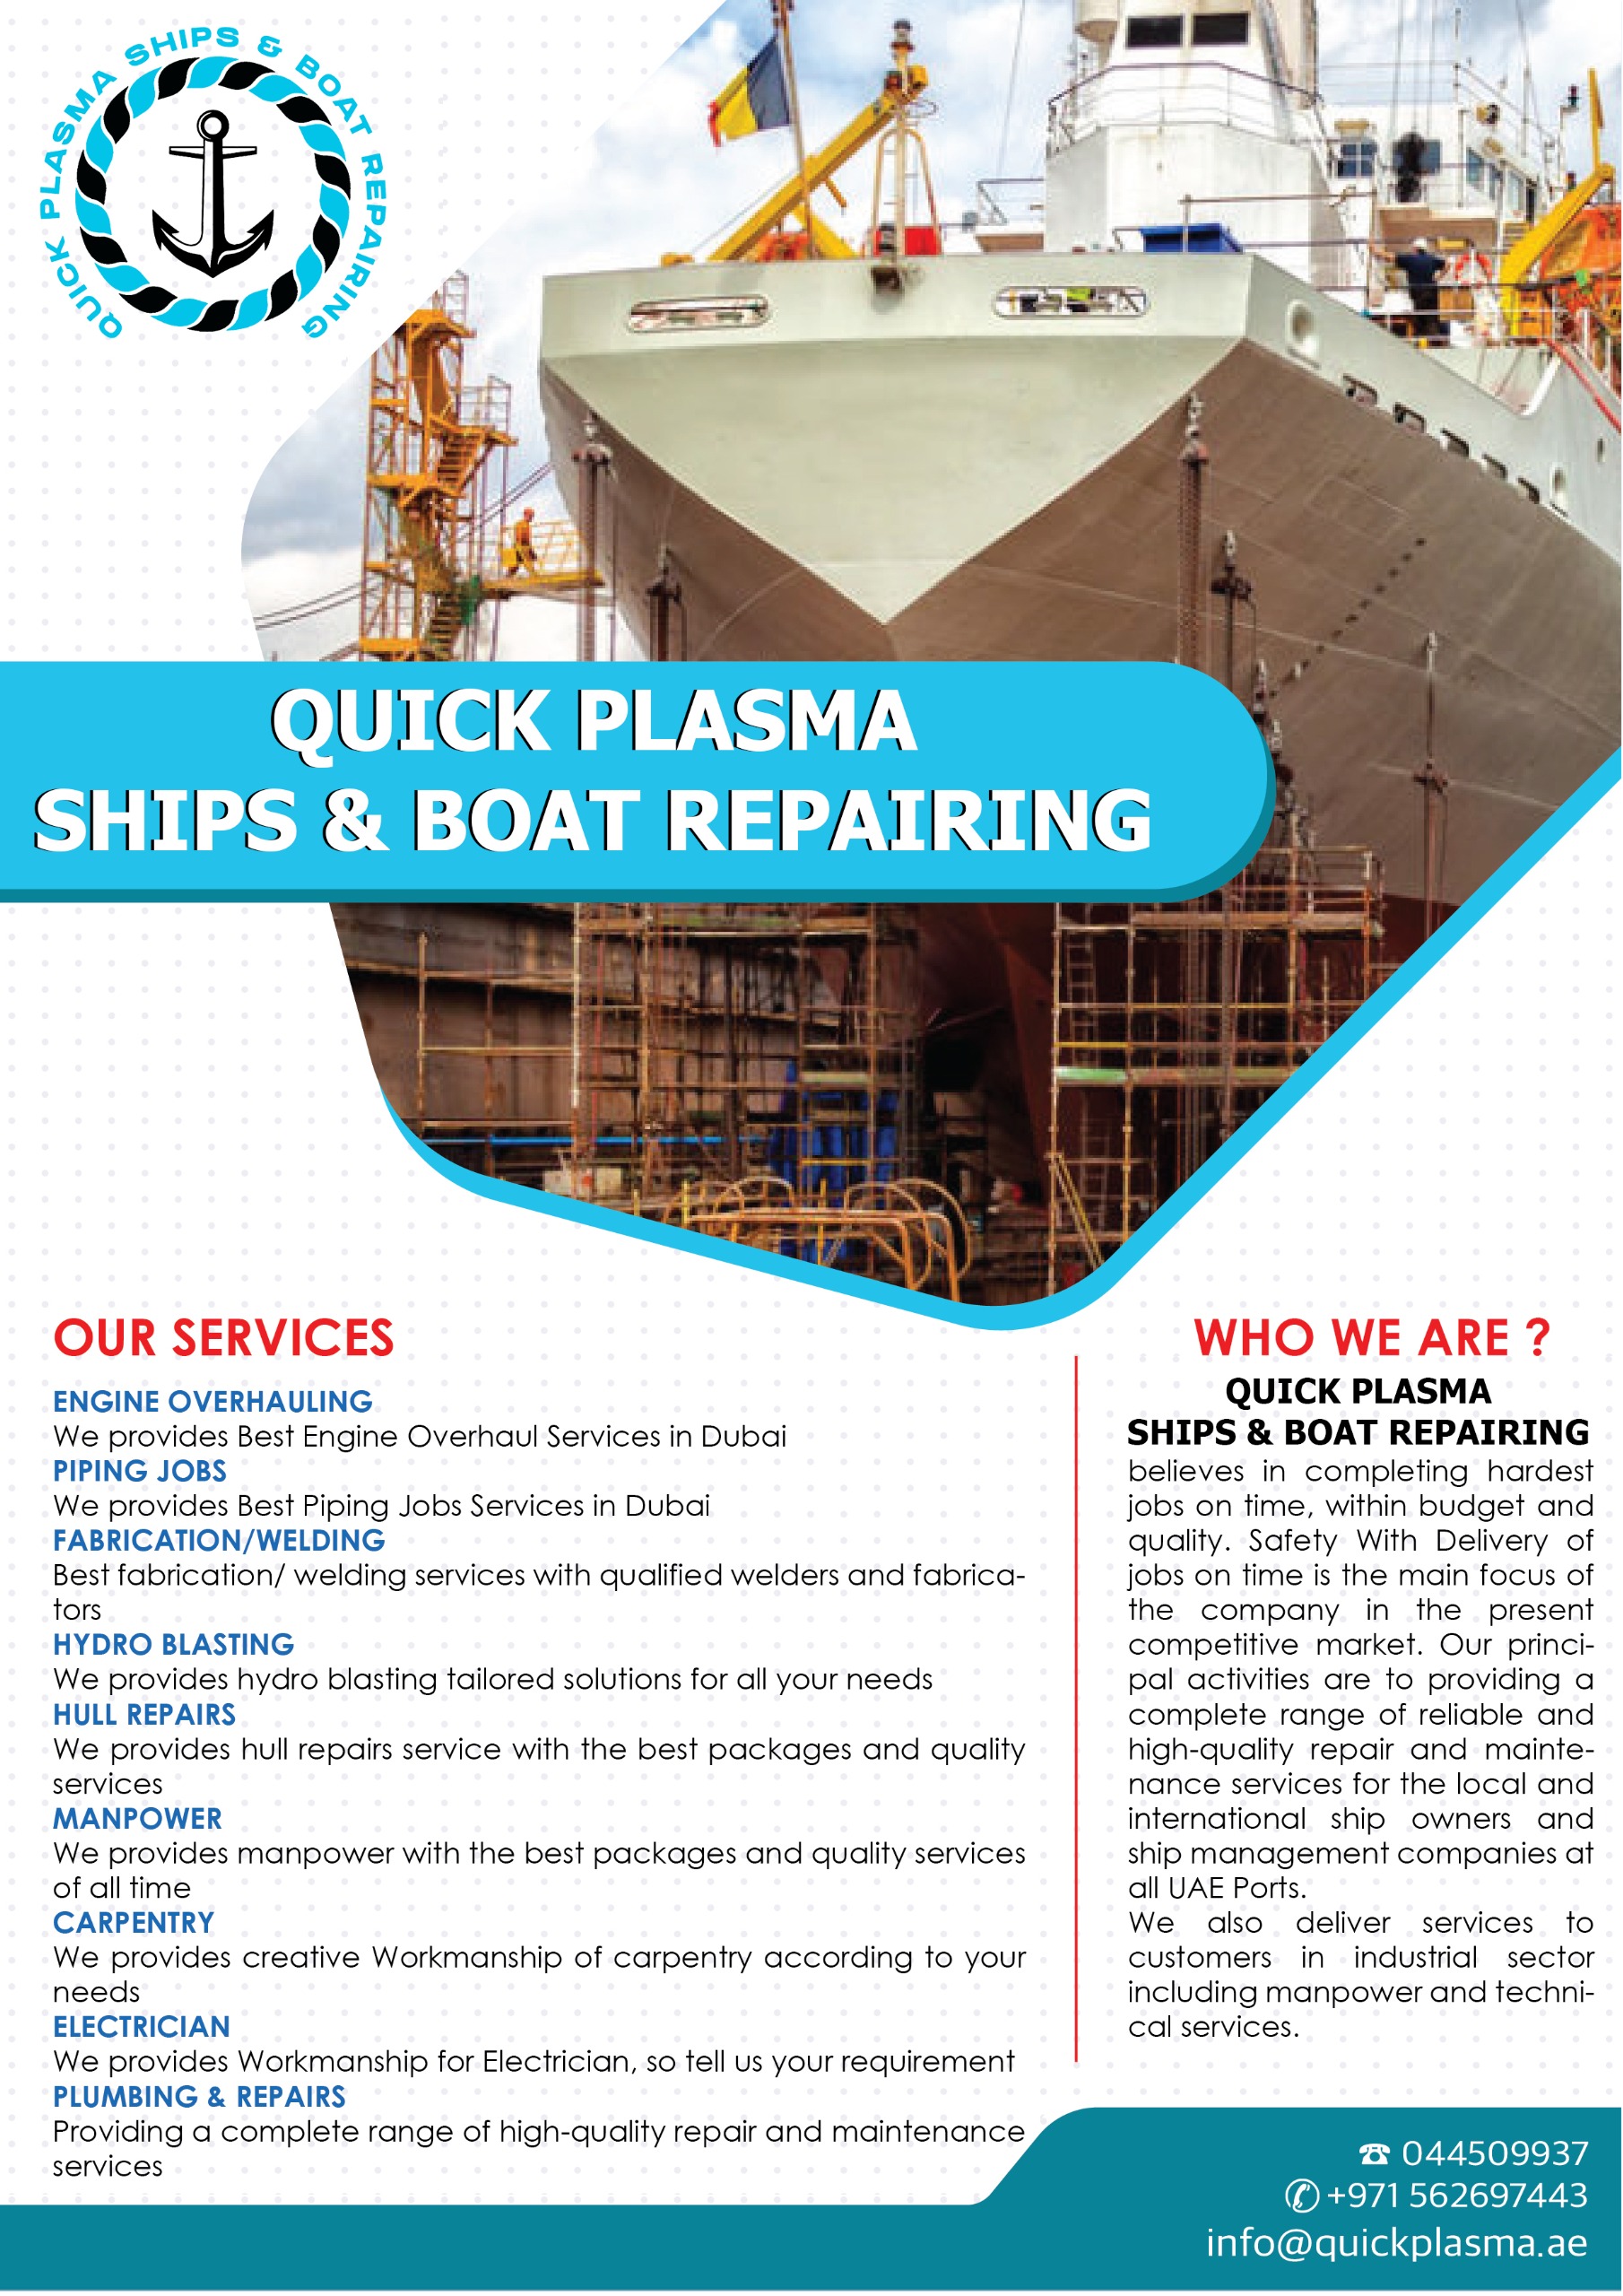 QUICK PLASMA SHIPS & BOAT REPAIRING
QUICK PLASMA
SHIPS & BOAT REPAIRING
OUR SERVICES
ENGINE OVERHAULING
We provides Best Engine Overhaul Services in Dubai
PIPING JOBS
We provides Best Piping Jobs Services in Dubai
FABRICATION/WELDING
Best fabrication/ welding services with qualified welders and fabrica-
tors
HYDRO BLASTING
We provides hydro blasting tailored solutions for all your needs
HULL REPAIRS
We provides hull repairs service with the best packages and quality
services
MANPOWER
We provides manpower with the best packages and quality services
of all time
CARPENTRY
We provides creative Workmanship of carpentry according to your
needs
ELECTRICIAN
We provides Workmanship for Electrician, so tell us your requirement
PLUMBING & REPAIRS
Providing a complete range of high-quality repair and maintenance
services
WHO WE ARE ?
QUICK PLASMA
SHIPS & BOAT REPAIRING
believes in completing hardest
jobs on time, within budget and
quality. Safety With Delivery of
jobs on time is the main focus of
the company in the present
competitive market. Our princi-
pal activities are to providing a
complete range of reliable and
high-quality repair and mainte-
nance services for the local and
international ship owners and
ship management companies at
all UAE Ports.
We also deliver services to
customers in industrial sector
including manpower and techni-
cal services.
☎ 044509937
✆ +971 562697443
info@quickplasma.ae